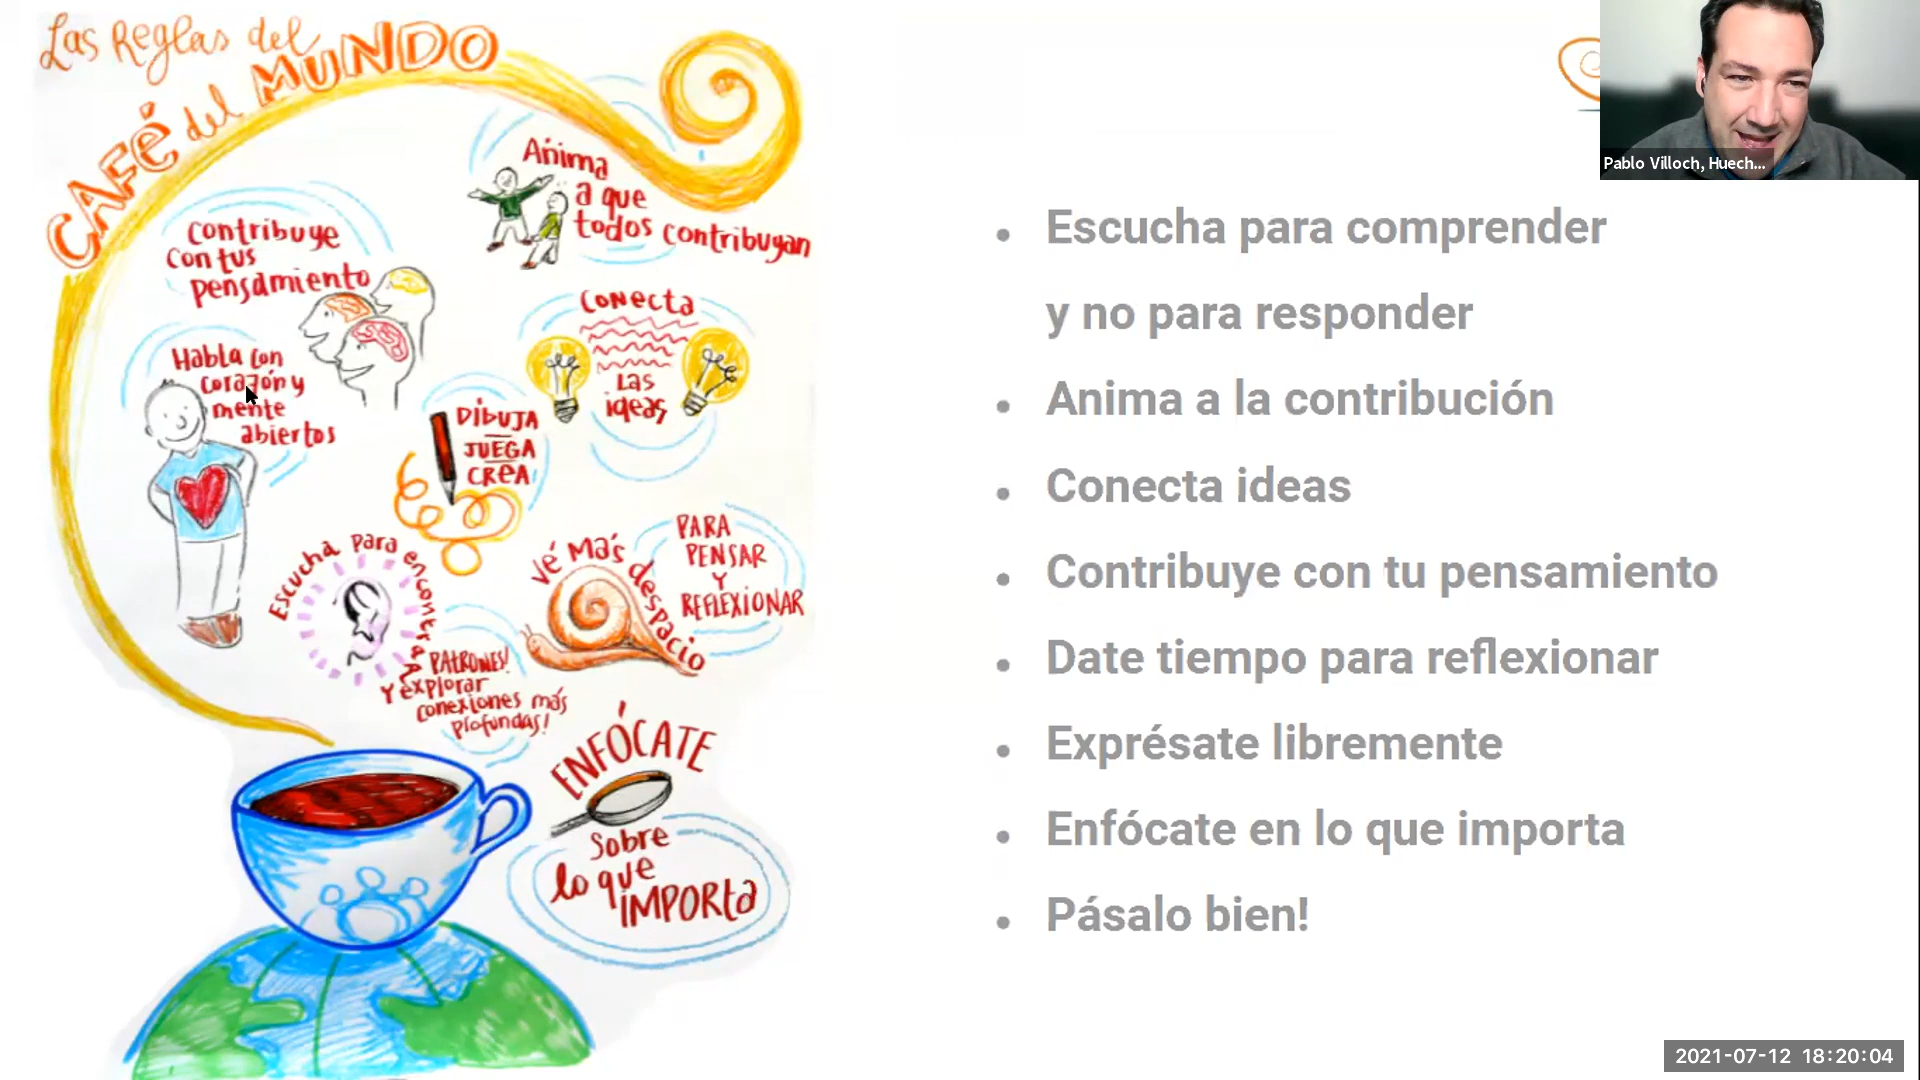 Las Reglas del
CAFÉ del MUNDO
Anima
a que
todos contribuyan
Contribuye
con tus
pensamiento
Conecta
Las
ideas
Habla con
corazón y
mente
abiertos
DIBUJA
JUEGA
CREA
Escucha para encontrar
PATRONES!
Y explorar
conexiones más
profundas!
Vé más despacio
PARA
PENSAR
Y
REFLEXIONAR
ENFÓCATE
Sobre
lo que
IMPORTA
Pablo Villoch, Huech...
• Escucha para comprender
y no para responder
• Anima a la contribución
• Conecta ideas
• Contribuye con tu pensamiento
• Date tiempo para reflexionar
• Exprésate libremente
• Enfócate en lo que importa
• Pásalo bien!
2021-07-12 18:20:04